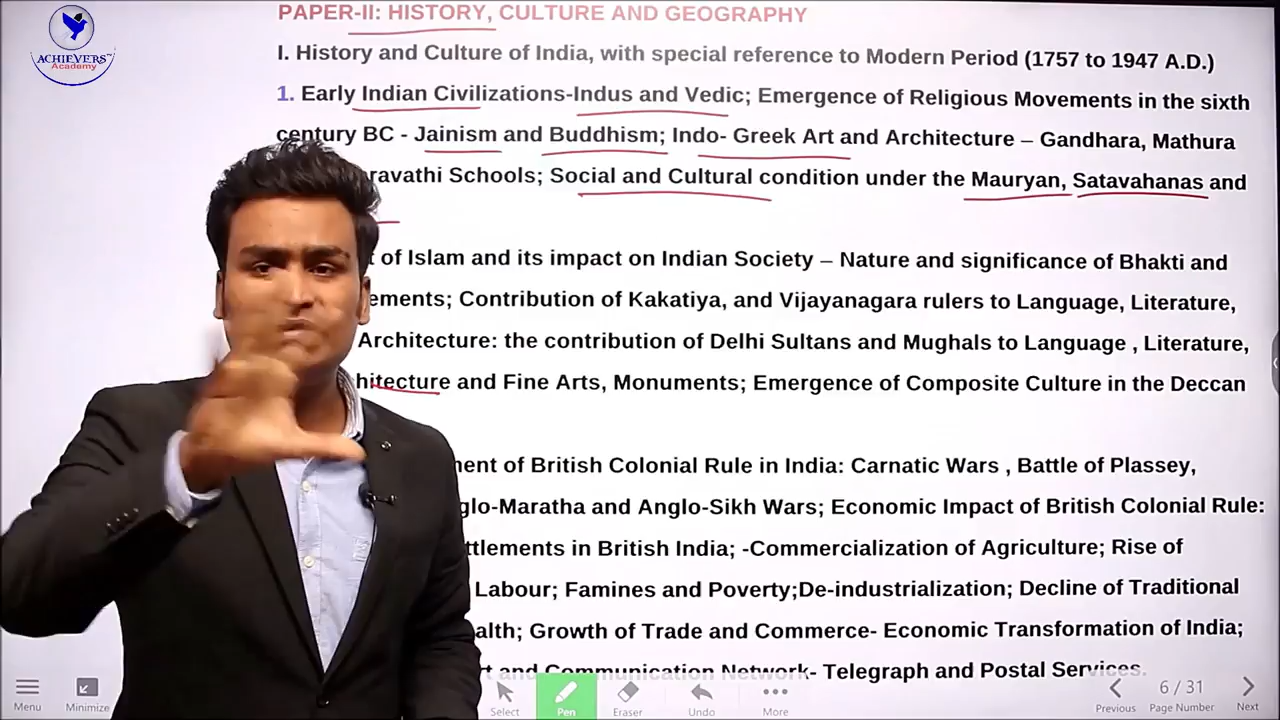 ACHIEVERS™
Academy
PAPER-II: HISTORY, CULTURE AND GEOGRAPHY
I. History and Culture of India, with special reference to Modern Period (1757 to 1947 A.D.)
1. Early Indian Civilizations-Indus and Vedic; Emergence of Religious Movements in the sixth
century BC - Jainism and Buddhism; Indo- Greek Art and Architecture – Gandhara, Mathura
ravathi Schools; Social and Cultural condition under the Mauryan, Satavahanas and
t of Islam and its impact on Indian Society – Nature and significance of Bhakti and
ements; Contribution of Kakatiya, and Vijayanagara rulers to Language, Literature,
Architecture: the contribution of Delhi Sultans and Mughals to Language , Literature,
hitecture and Fine Arts, Monuments; Emergence of Composite Culture in the Deccan
ent of British Colonial Rule in India: Carnatic Wars , Battle of Plassey,
glo-Maratha and Anglo-Sikh Wars; Economic Impact of British Colonial Rule:
ttlements in British India; -Commercialization of Agriculture; Rise of
Labour; Famines and Poverty;De-industrialization; Decline of Traditional
alth; Growth of Trade and Commerce- Economic Transformation of India;
t and Communication Network- Telegraph and Postal Services.
Menu
Minimize
Select
Pen
Eraser
Undo
More
Previous
6 / 31
Page Number
Next